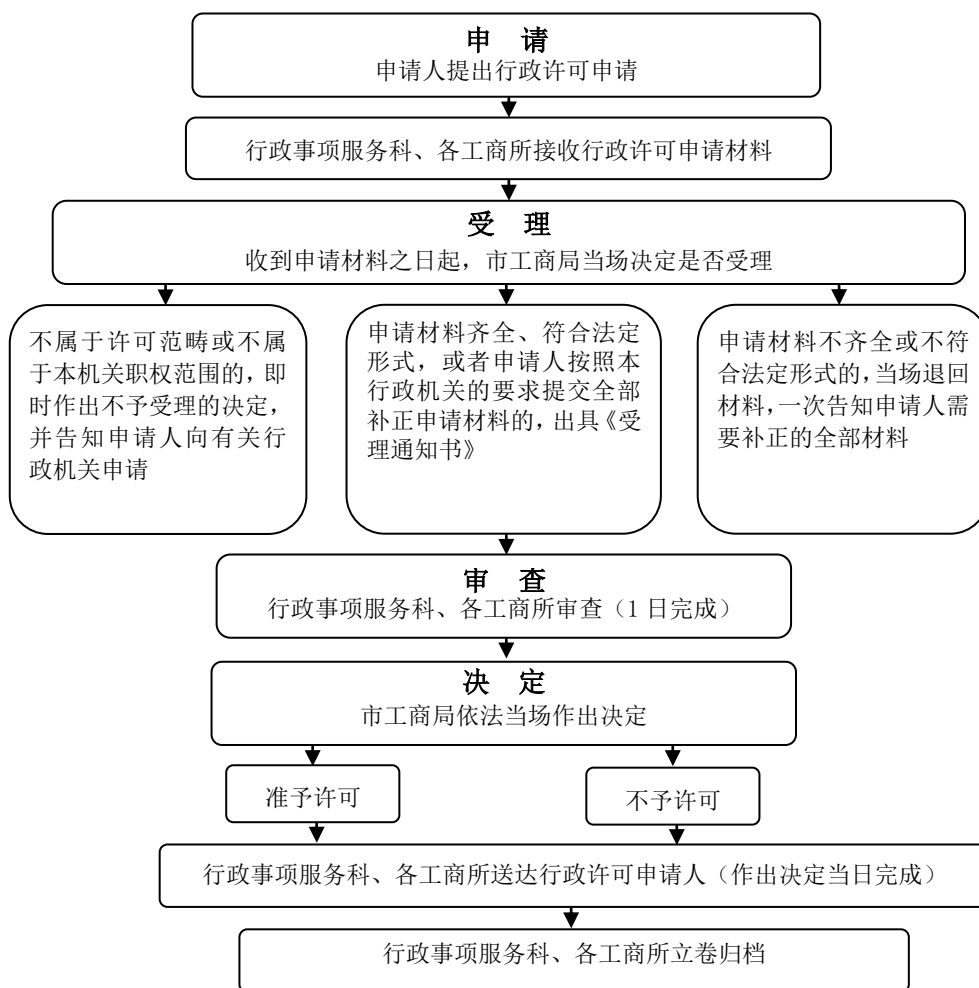 申 请
申请人提出行政许可申请
行政事项服务科、各工商所接收行政许可申请材料
受 理
收到申请材料之日起，市工商局当场决定是否受理
不属于许可范畴或不属
于本机关职权范围的，即
时作出不予受理的决定，
并告知申请人向有关行
政机关申请
申请材料齐全、符合法定
形式，或者申请人按照本
行政机关的要求提交全部
补正申请材料的，出具《受
理通知书》
申请材料不齐全或不符
合法定形式的，当场退回
材料，一次告知申请人需
要补正的全部材料
审 查
行政事项服务科、各工商所审查（1 日完成）
决 定
市工商局依法当场作出决定
准予许可
不予许可
行政事项服务科、各工商所送达行政许可申请人（作出决定当日完成）
行政事项服务科、各工商所立卷归档